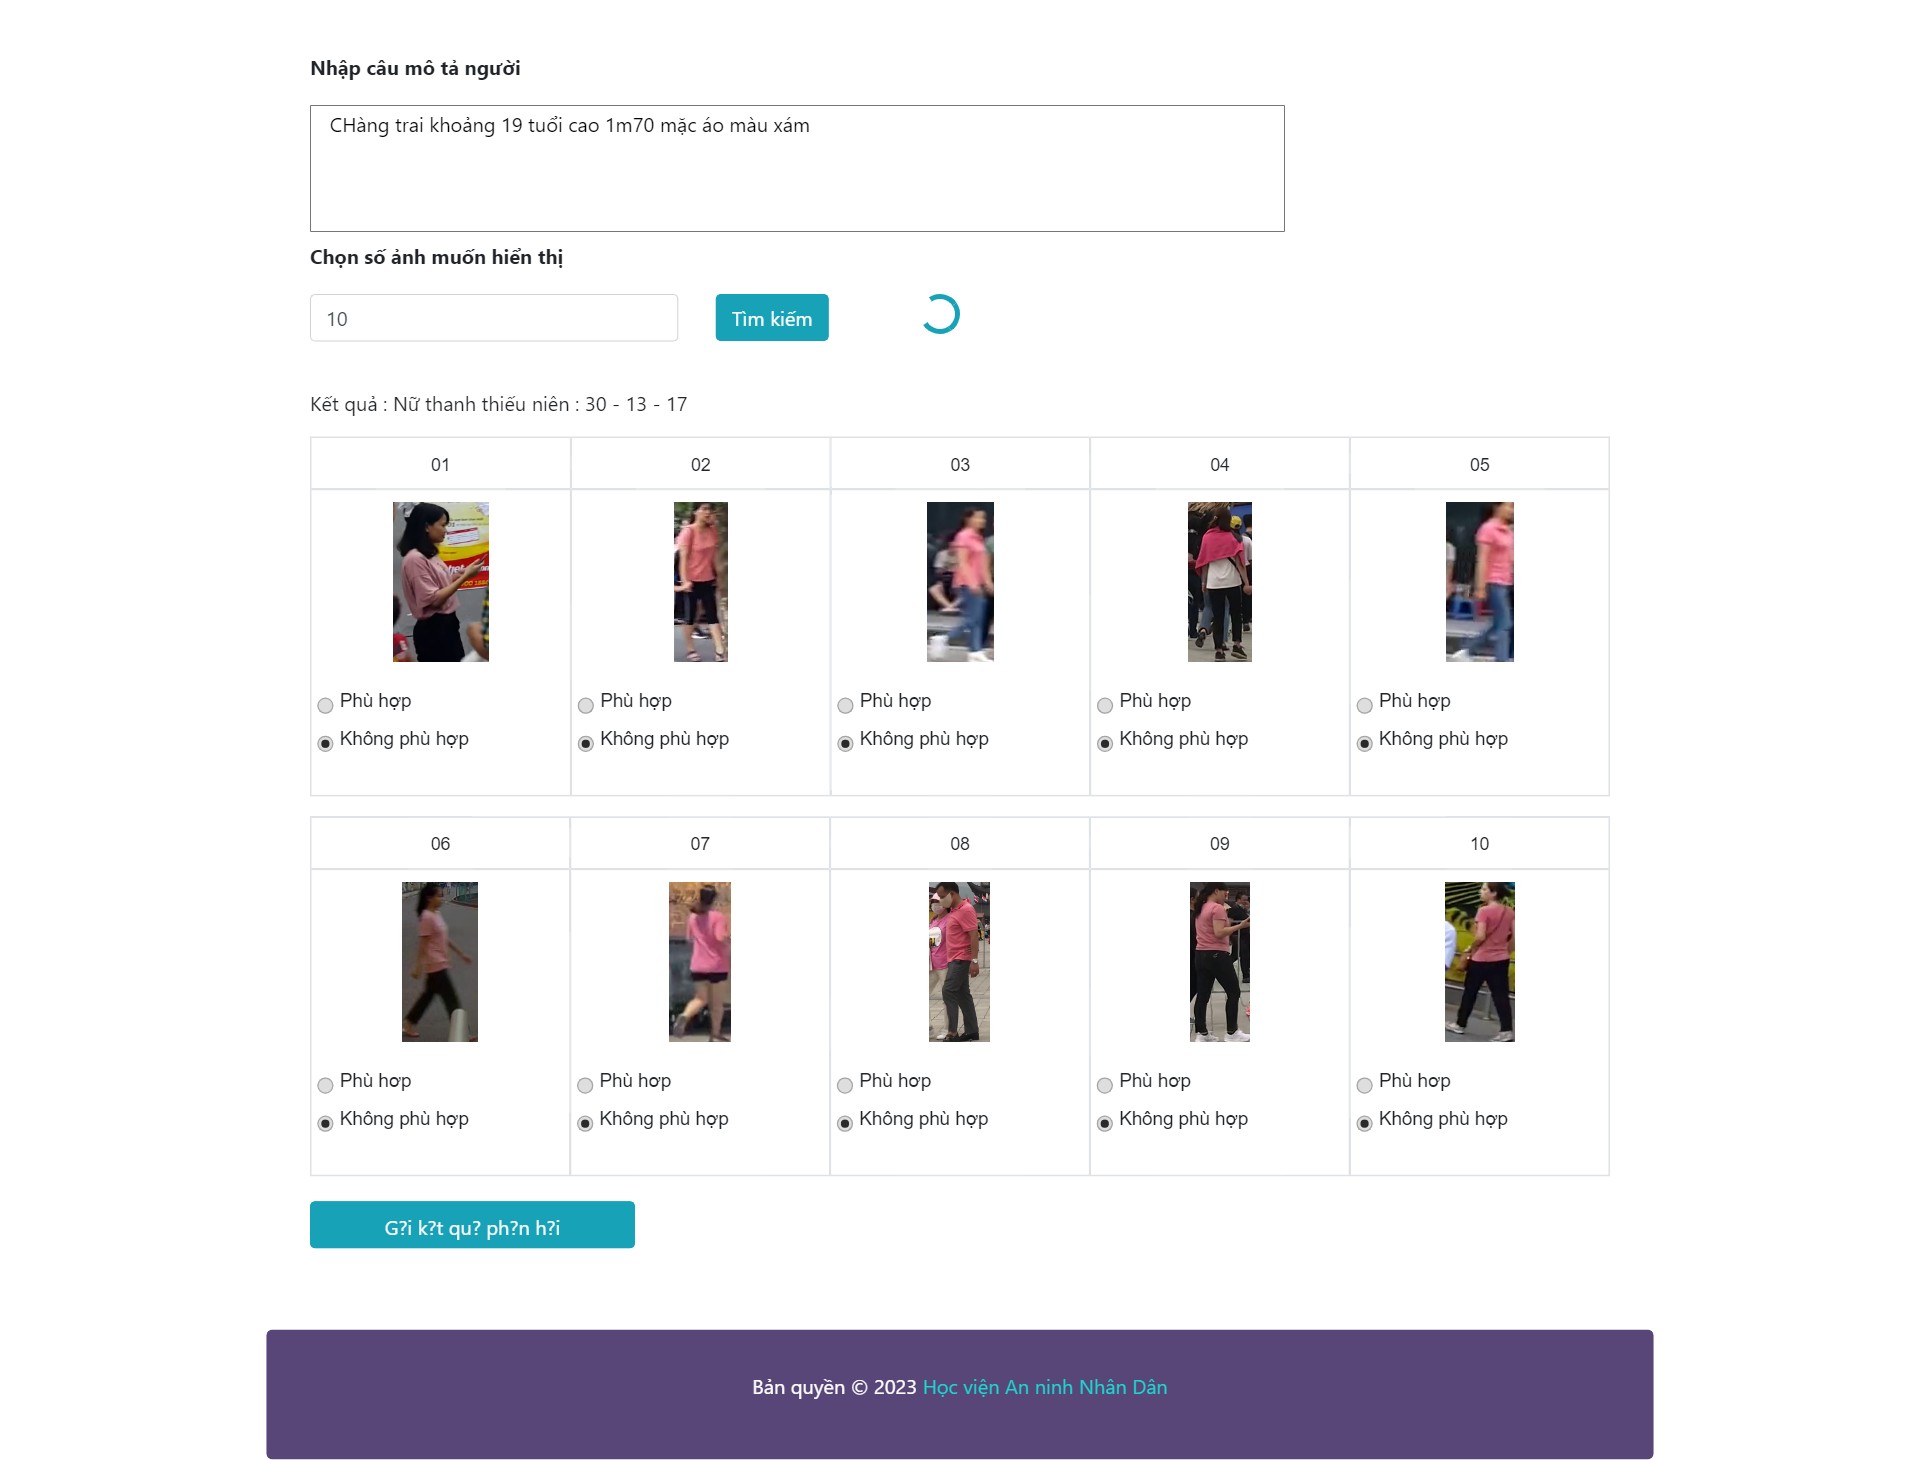 Nhập câu mô tả người
CHàng trai khoảng 19 tuổi cao 1m70 mặc áo màu xám
Chọn số ảnh muốn hiển thị
10
Tìm kiếm
Kết quả : Nữ thanh thiếu niên : 30 - 13 - 17
01 02 03 04 05
Phù hợp Phù hợp Phù hợp Phù hợp Phù hợp
Không phù hợp Không phù hợp Không phù hợp Không phù hợp Không phù hợp
06 07 08 09 10
Phù hơp Phù hơp Phù hơp Phù hơp Phù hơp
Không phù hợp Không phù hợp Không phù hợp Không phù hợp Không phù hợp
G?i k?t qu? ph?n h?i
Bản quyền © 2023 Học viện An ninh Nhân Dân